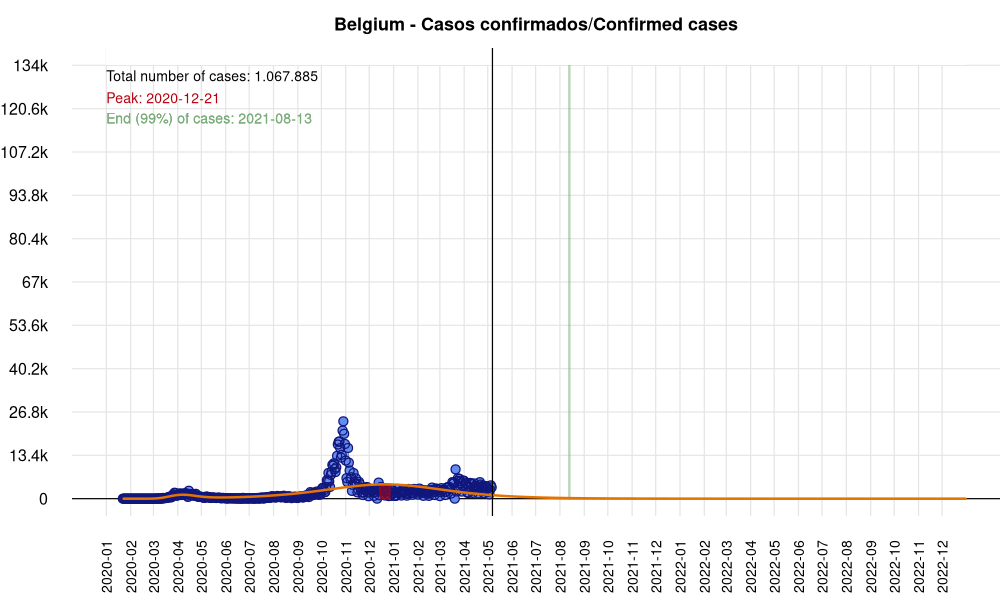 Belgium - Casos confirmados/Confirmed cases
Total number of cases: 1.067.885
Peak: 2020-12-21
End (99%) of cases: 2021-08-13
134k
120.6k
107.2k
93.8k
80.4k
67k
53.6k
40.2k
26.8k
13.4k
0
2020-01
2020-02
2020-03
2020-04
2020-05
2020-06
2020-07
2020-08
2020-09
2020-10
2020-11
2020-12
2021-01
2021-02
2021-03
2021-04
2021-05
2021-06
2021-07
2021-08
2021-09
2021-10
2021-11
2021-12
2022-01
2022-02
2022-03
2022-04
2022-05
2022-06
2022-07
2022-08
2022-09
2022-10
2022-11
2022-12